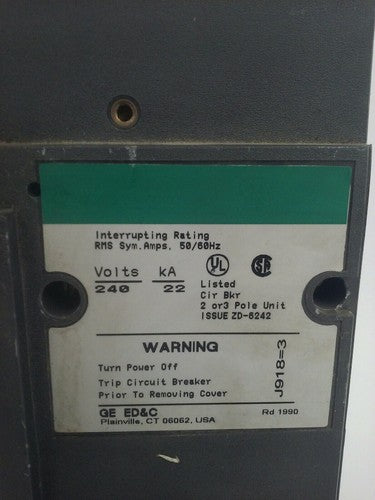 Interrupting Rating
RMS Sym.Amps, 50/60Hz
Volts kA
240 22
UL SA
Listed
Cir Bkr
2 or3 Pole Unit
ISSUE ZD-6242
WARNING
Turn Power Off
Trip Circuit Breaker
Prior To Removing Cover
J918=3
GE ED&C
Plainville, CT 06062, USA
Rd 1990